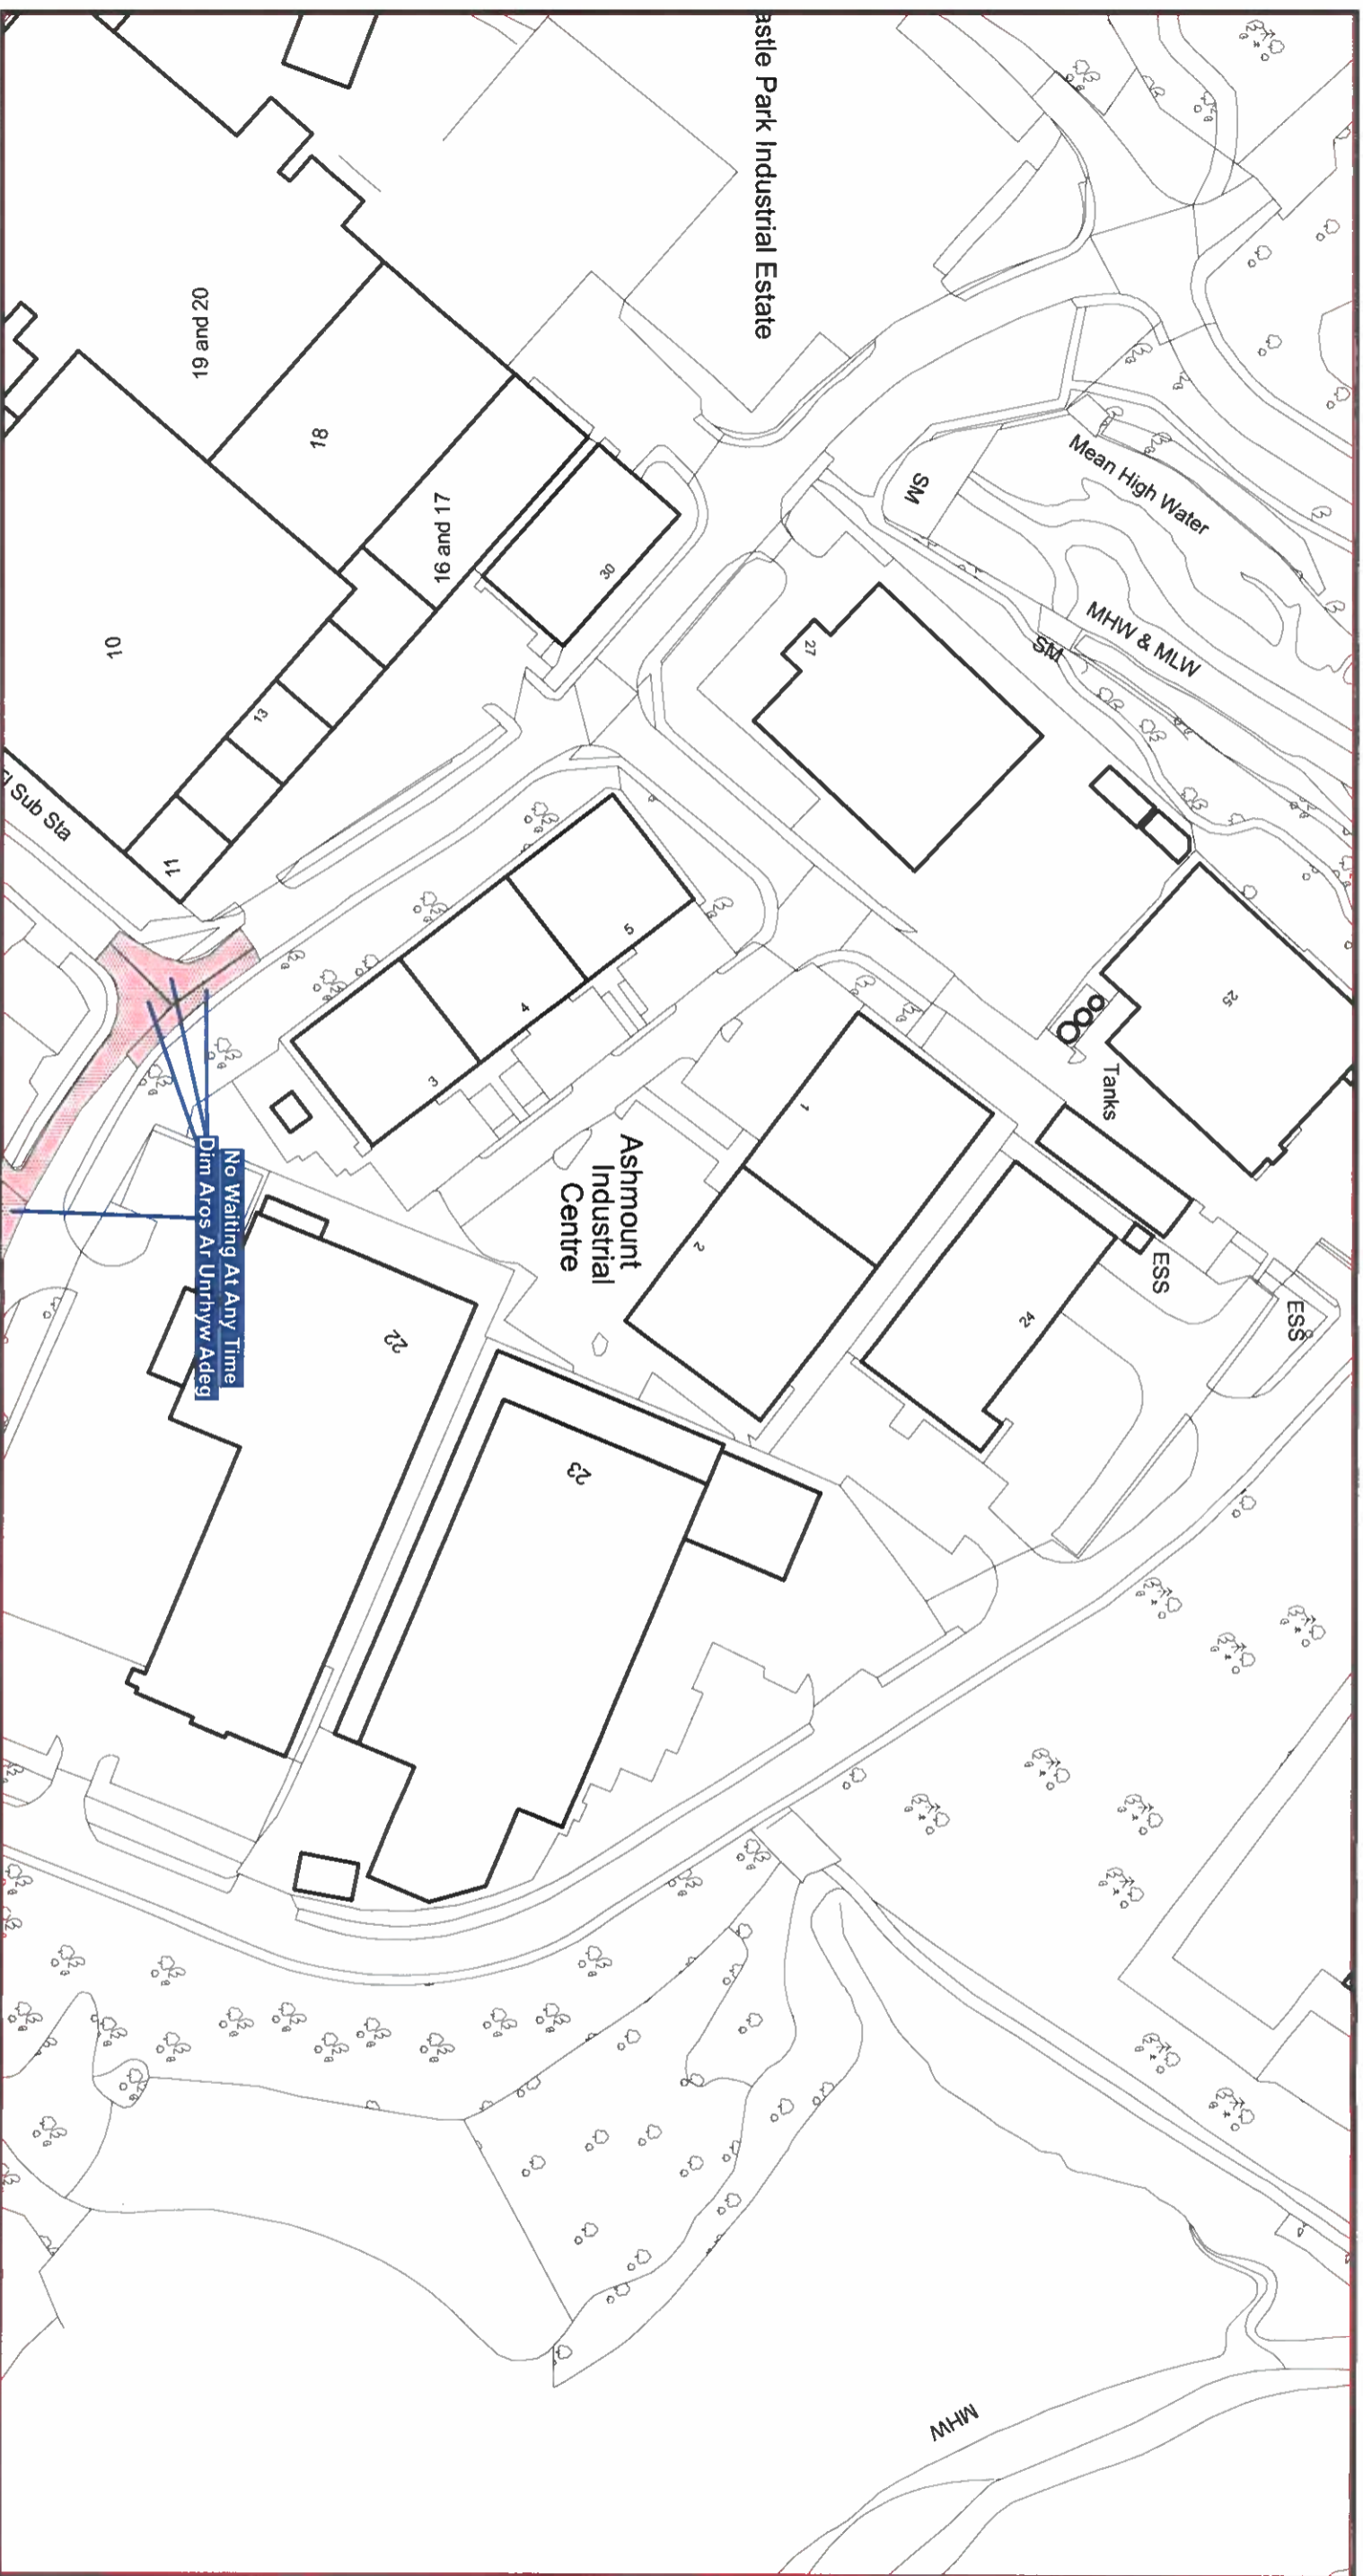 astle Park Industrial Estate
Mean High Water
SM
MHW & MLW
SM
19 and 20
18
16 and 17
30
27
10
13
11
El Sub Sta
5
4
3
25
Tanks
1
2
Ashmount
Industrial
Centre
ESS
ESS
24
No Waiting At Any Time
Dim Aros Ar Unrhyw Adeg
22
23
MHW